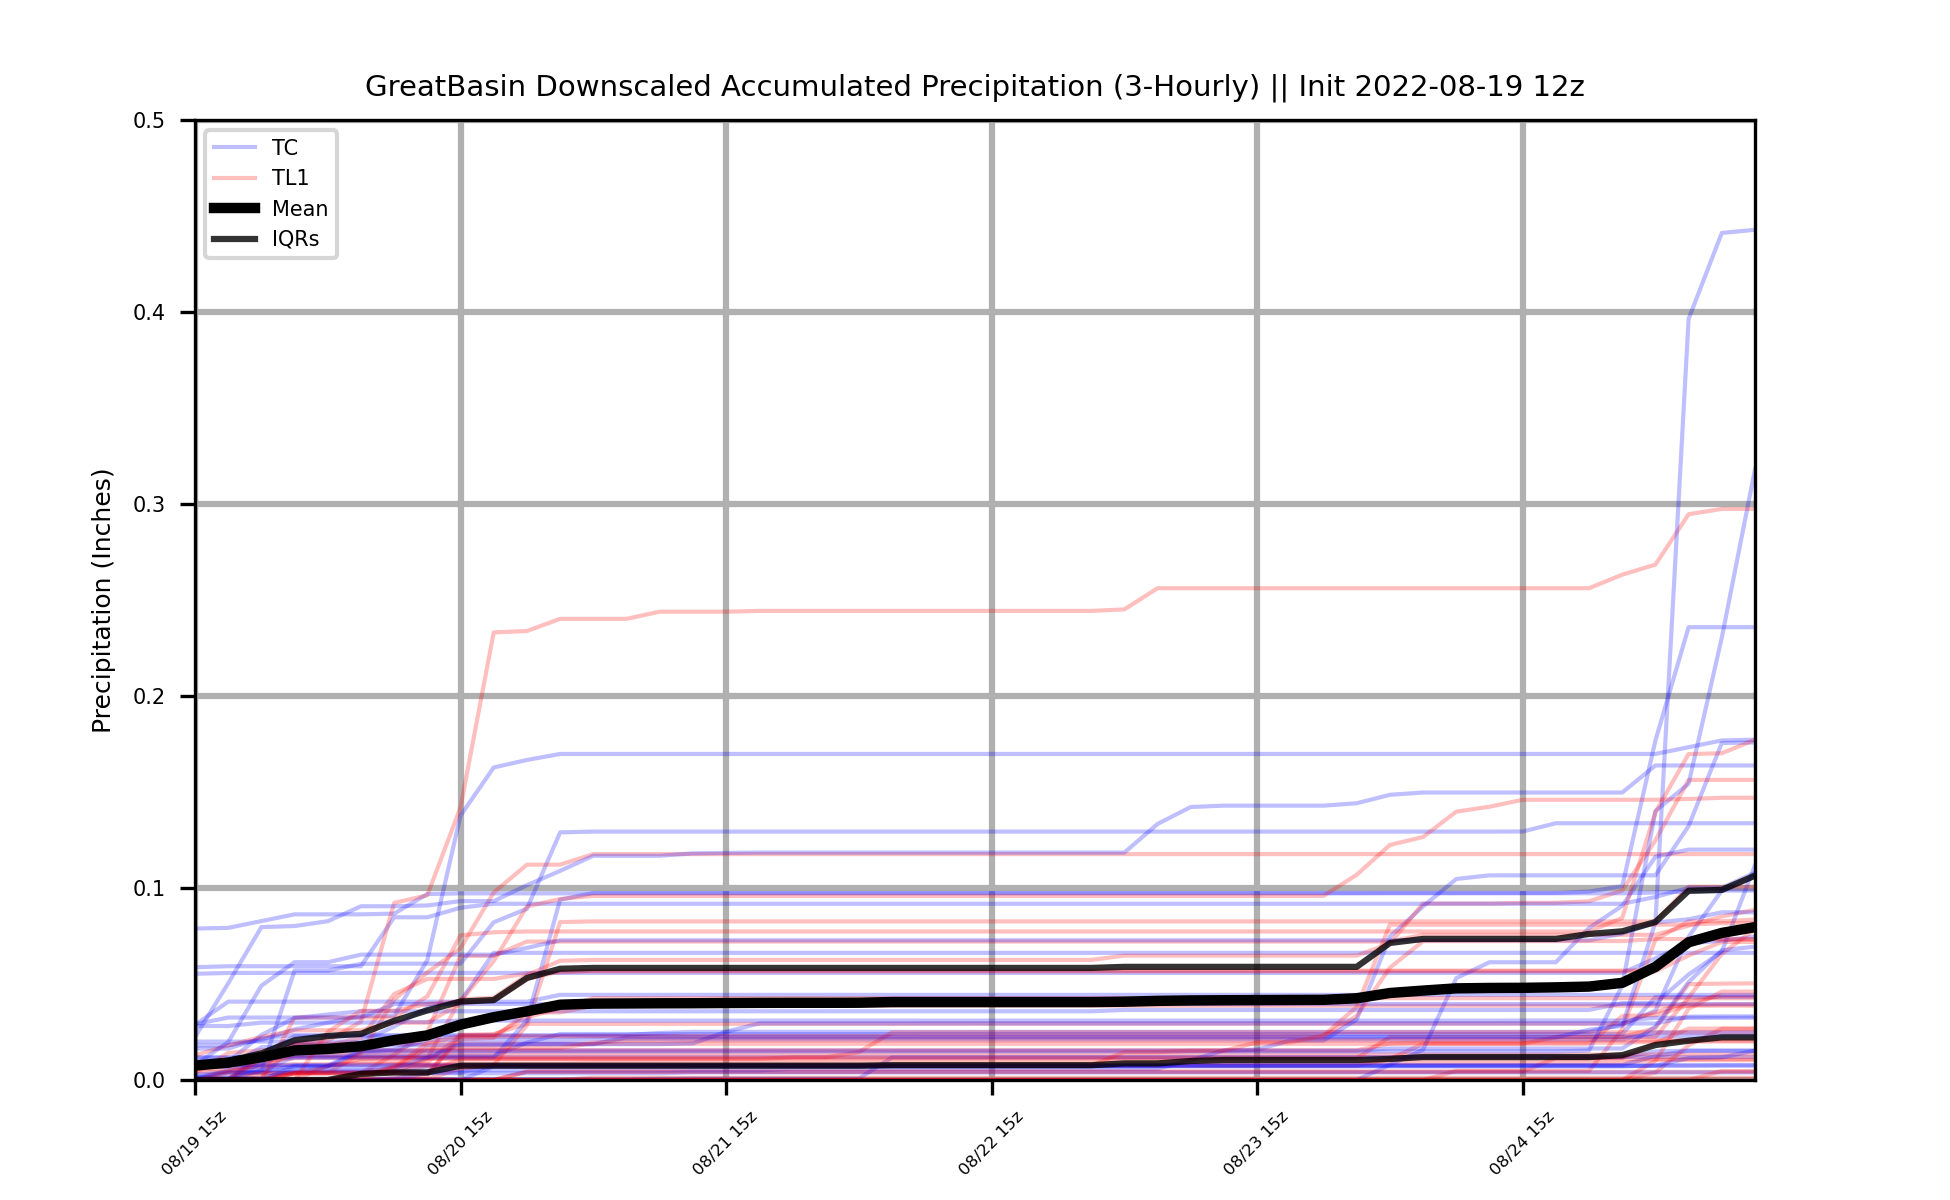 GreatBasin Downscaled Accumulated Precipitation (3-Hourly) || Init 2022-08-19 12z
TC
TL1
Mean
IQRs
Precipitation (Inches)
0.5
0.4
0.3
0.2
0.1
0.0
08/19 15z
08/20 15z
08/21 15z
08/22 15z
08/23 15z
08/24 15z